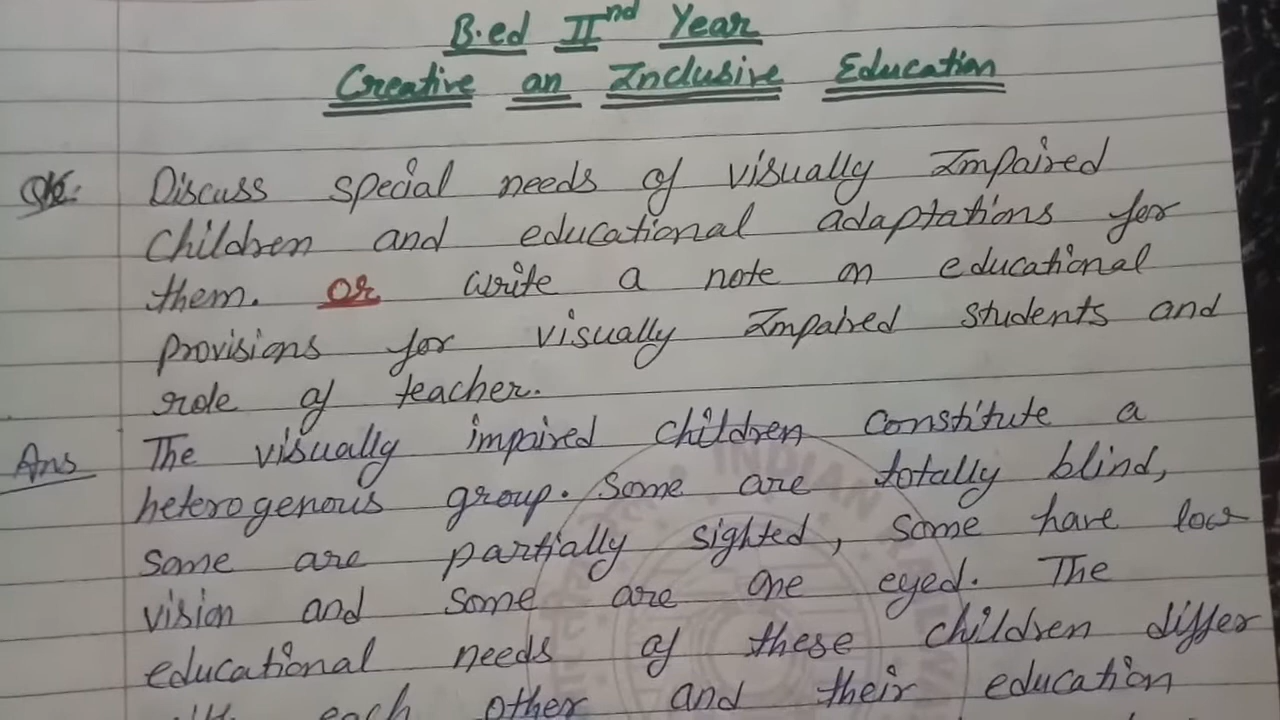 B.ed IInd Year
Creative an Inclusive Education
Discuss special needs of visually Impaired
Children and educational adaptations for
them. OR write a note on educational
provisions for visually Impaired students and
role of teacher.
Ans The visually impaired children constitute a
heterogenous group. Some are totally blind,
some are partially sighted, some have low
vision and some are one eyed. The
educational needs of these children differ
each other and their education
INDIAN